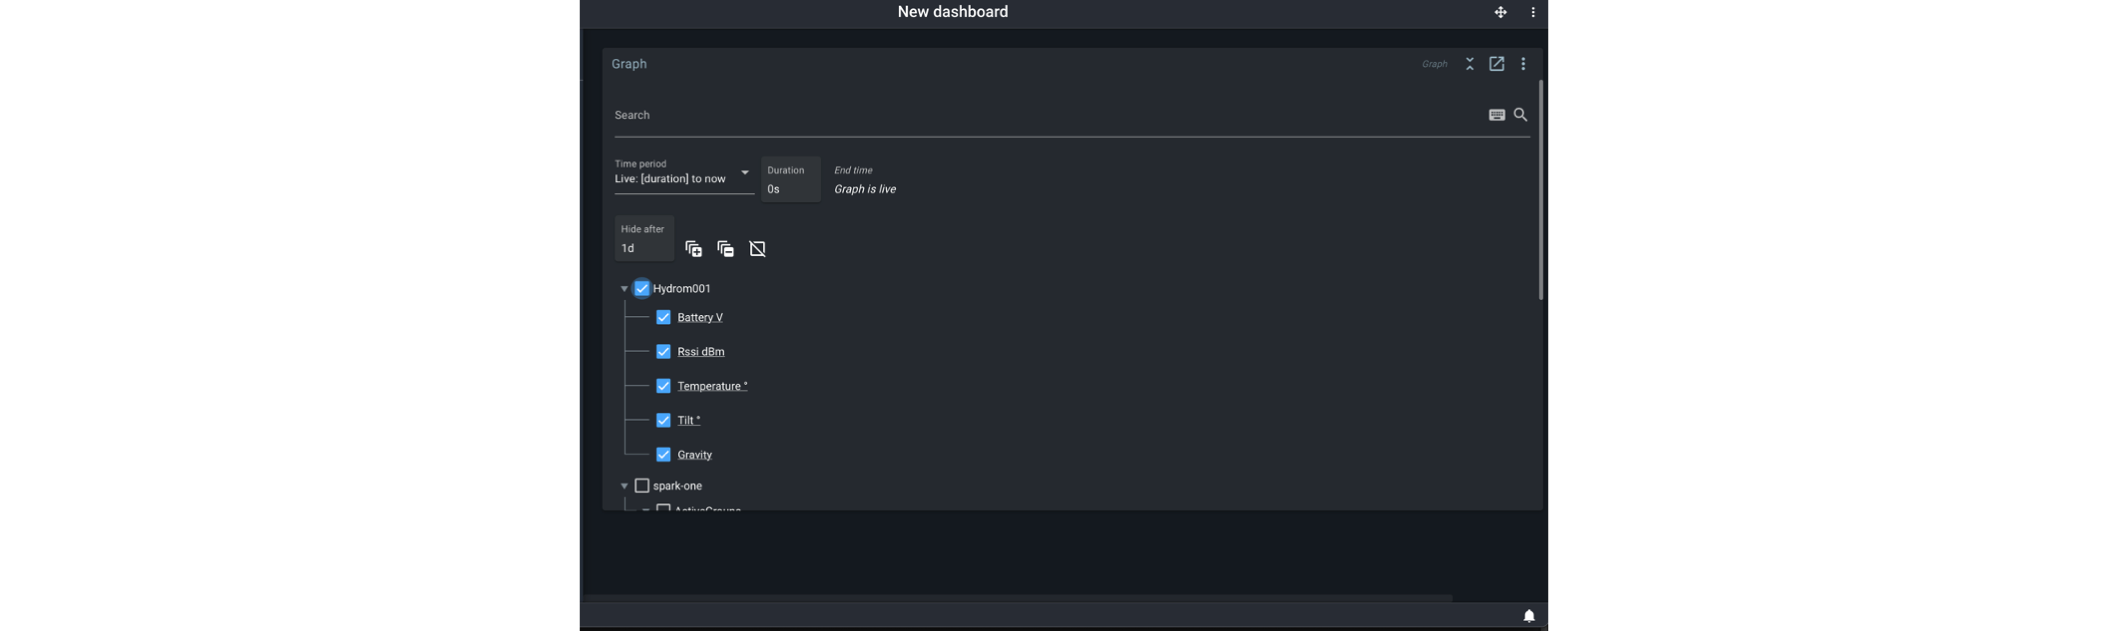 New dashboard
Graph
Graph
Search
Time period
Live: [duration] to now
Duration
0s
End time
Graph is live
Hide after
1d
Hydrom001
Battery V
Rssi dBm
Temperature °
Tilt °
Gravity
spark-one